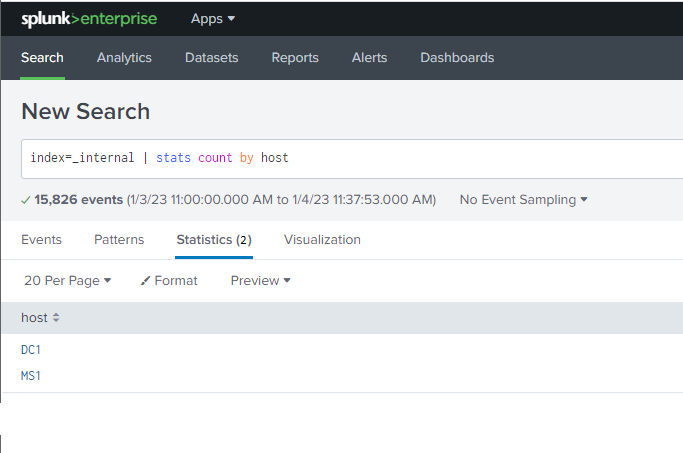 splunk>enterprise Apps
Search Analytics Datasets Reports Alerts Dashboards
New Search
index=_internal | stats count by host
15,826 events (1/3/23 11:00:00.000 AM to 1/4/23 11:37:53.000 AM) No Event Sampling
Events Patterns Statistics (2) Visualization
20 Per Page Format Preview
host
DC1
MS1